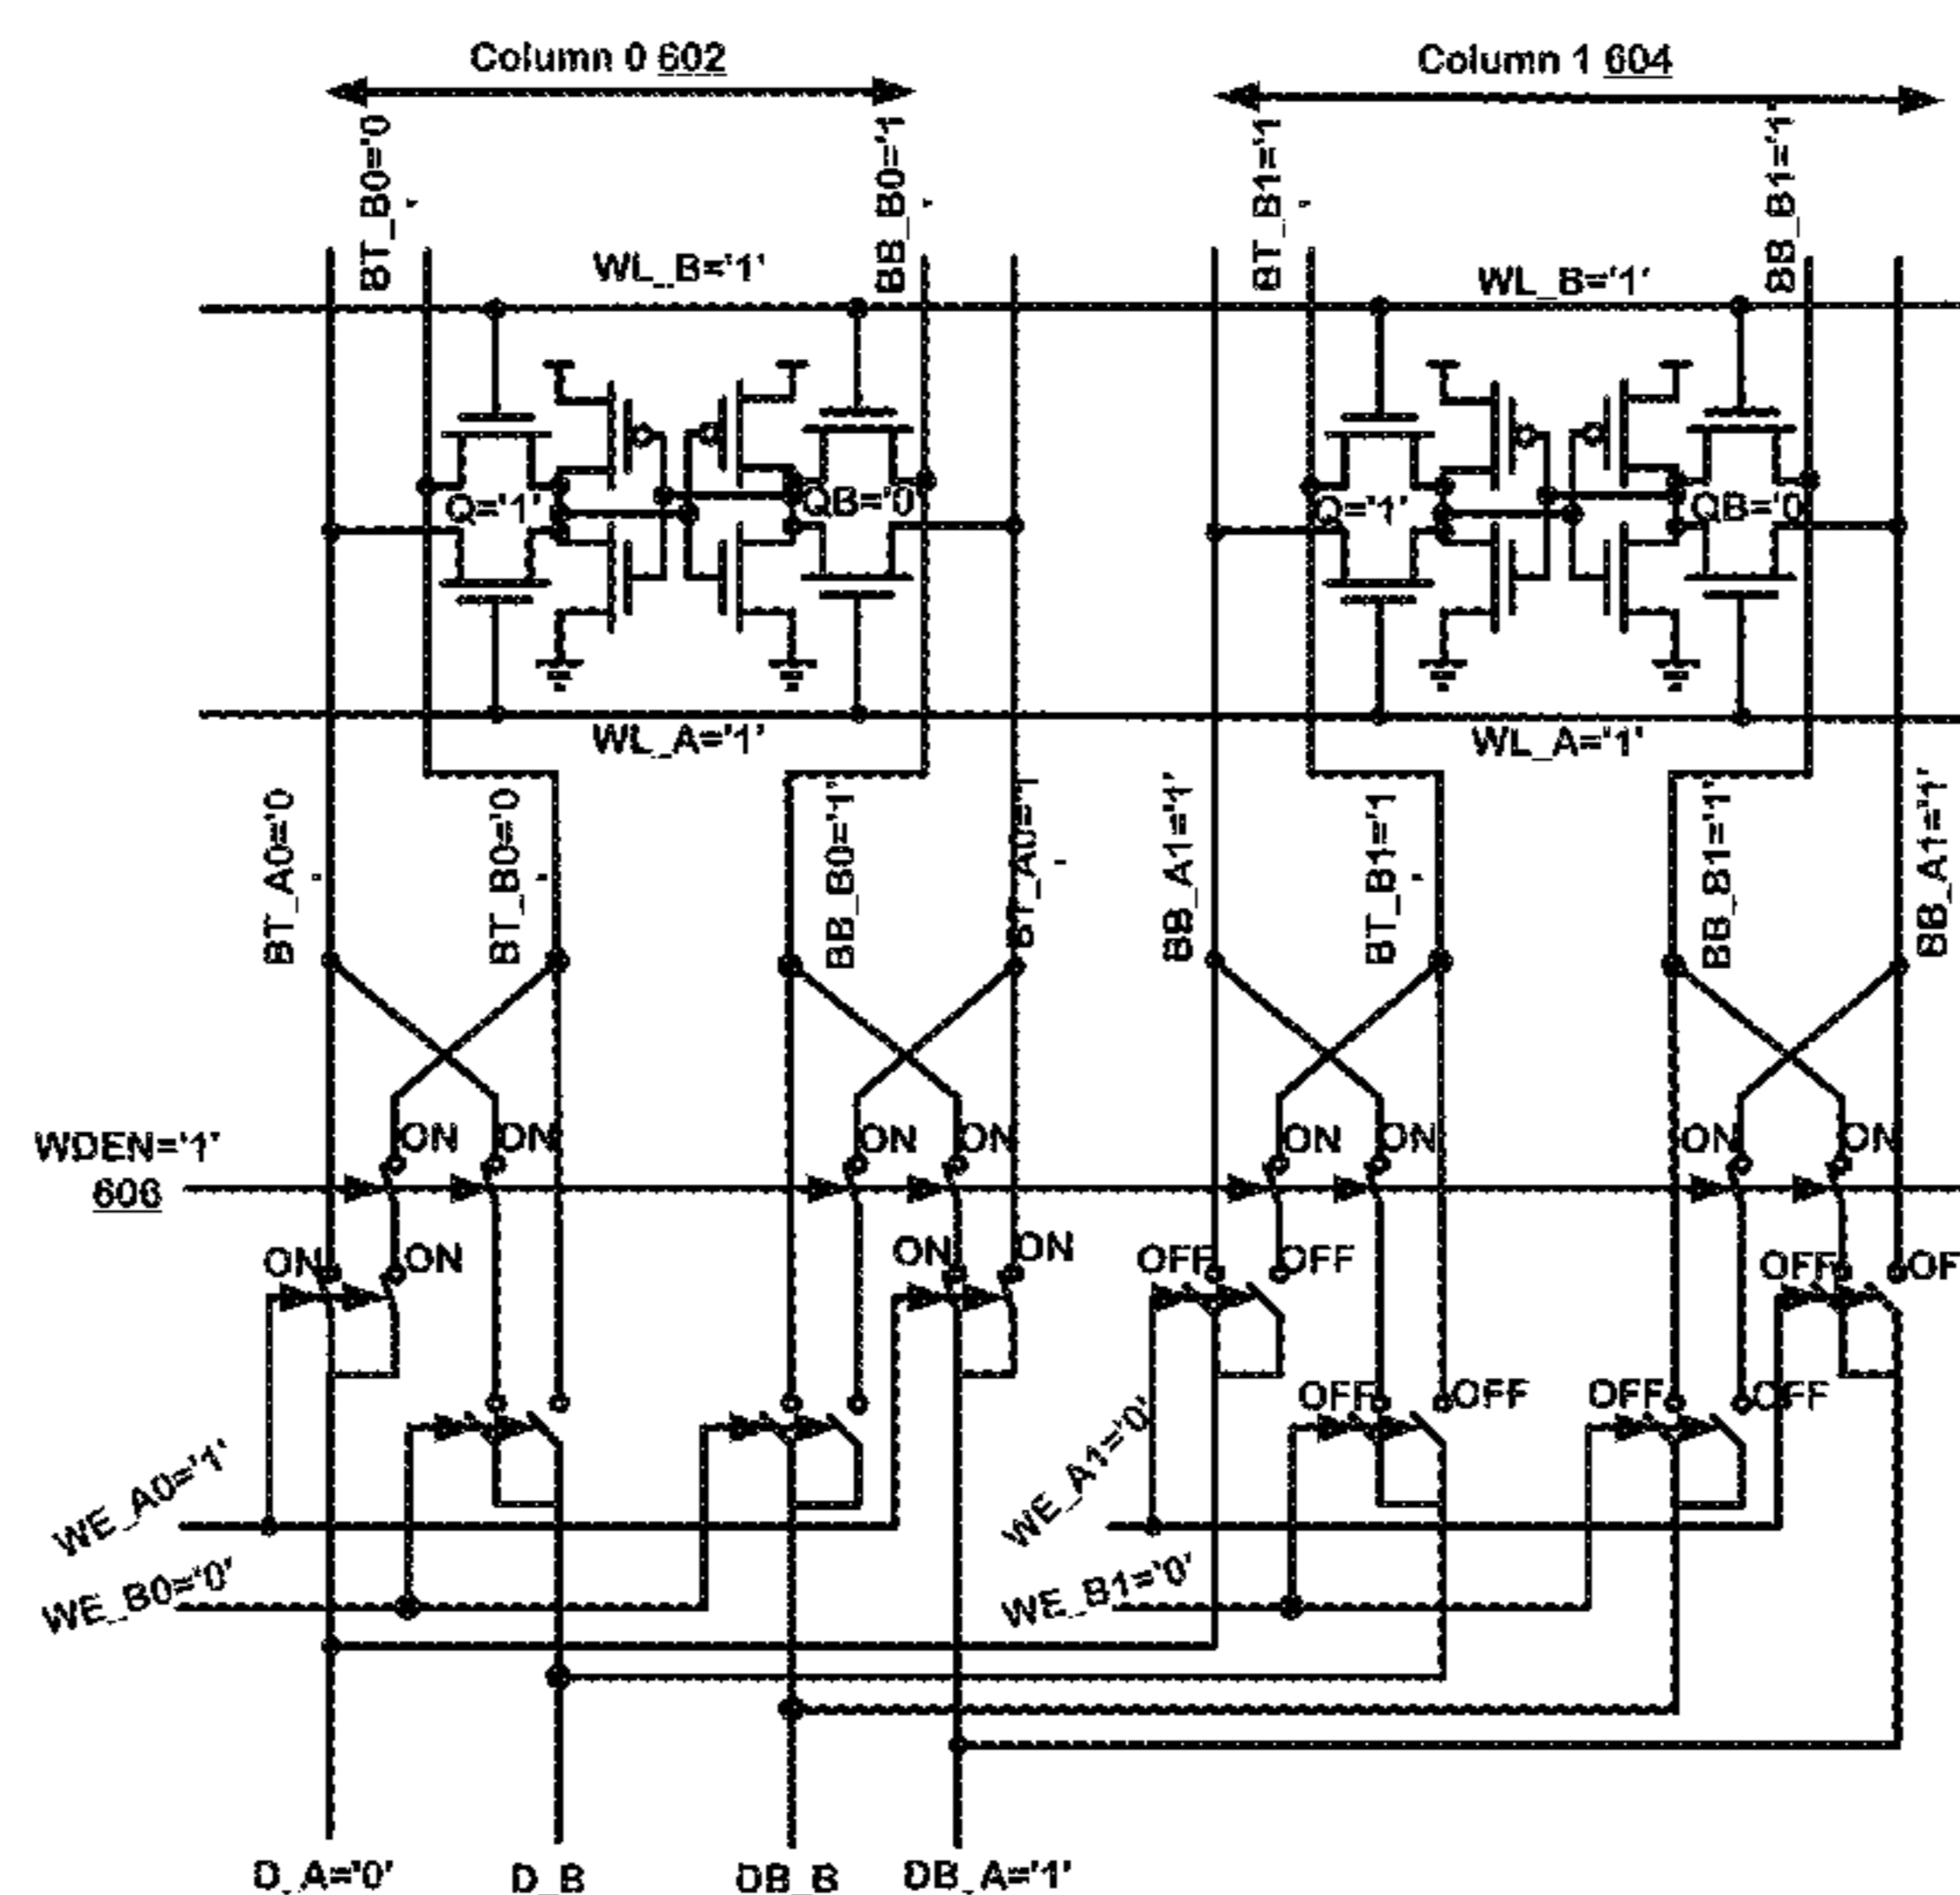 Column 0 602
Column 1 604
BT_B0='0'
BB_B0='1'
BT_B1='1'
BB_B1='1'
WL_B='1'
WL_B='1'
Q='1'
QB='0
Q='1'
QB='0
WL_A='1'
WL_A='1'
BT_A0='0'
BT_B0='0'
BB_B0='1'
BT_A0='1'
BB_A1='1'
BT_B1='1'
BB_B1='1'
BB_A1='1'
WDEN='1'
606
ON
ON
ON
ON
ON
ON
ON
ON
ON
ON
ON
ON
OFF
OFF
OFF
OF
OFF
OFF
OFF
OFF
WE_A0='1'
WE_A1='0'
WE_B0='0'
WE_B1='0'
D_A='0'
D_B
DB_B
DB_A='1'